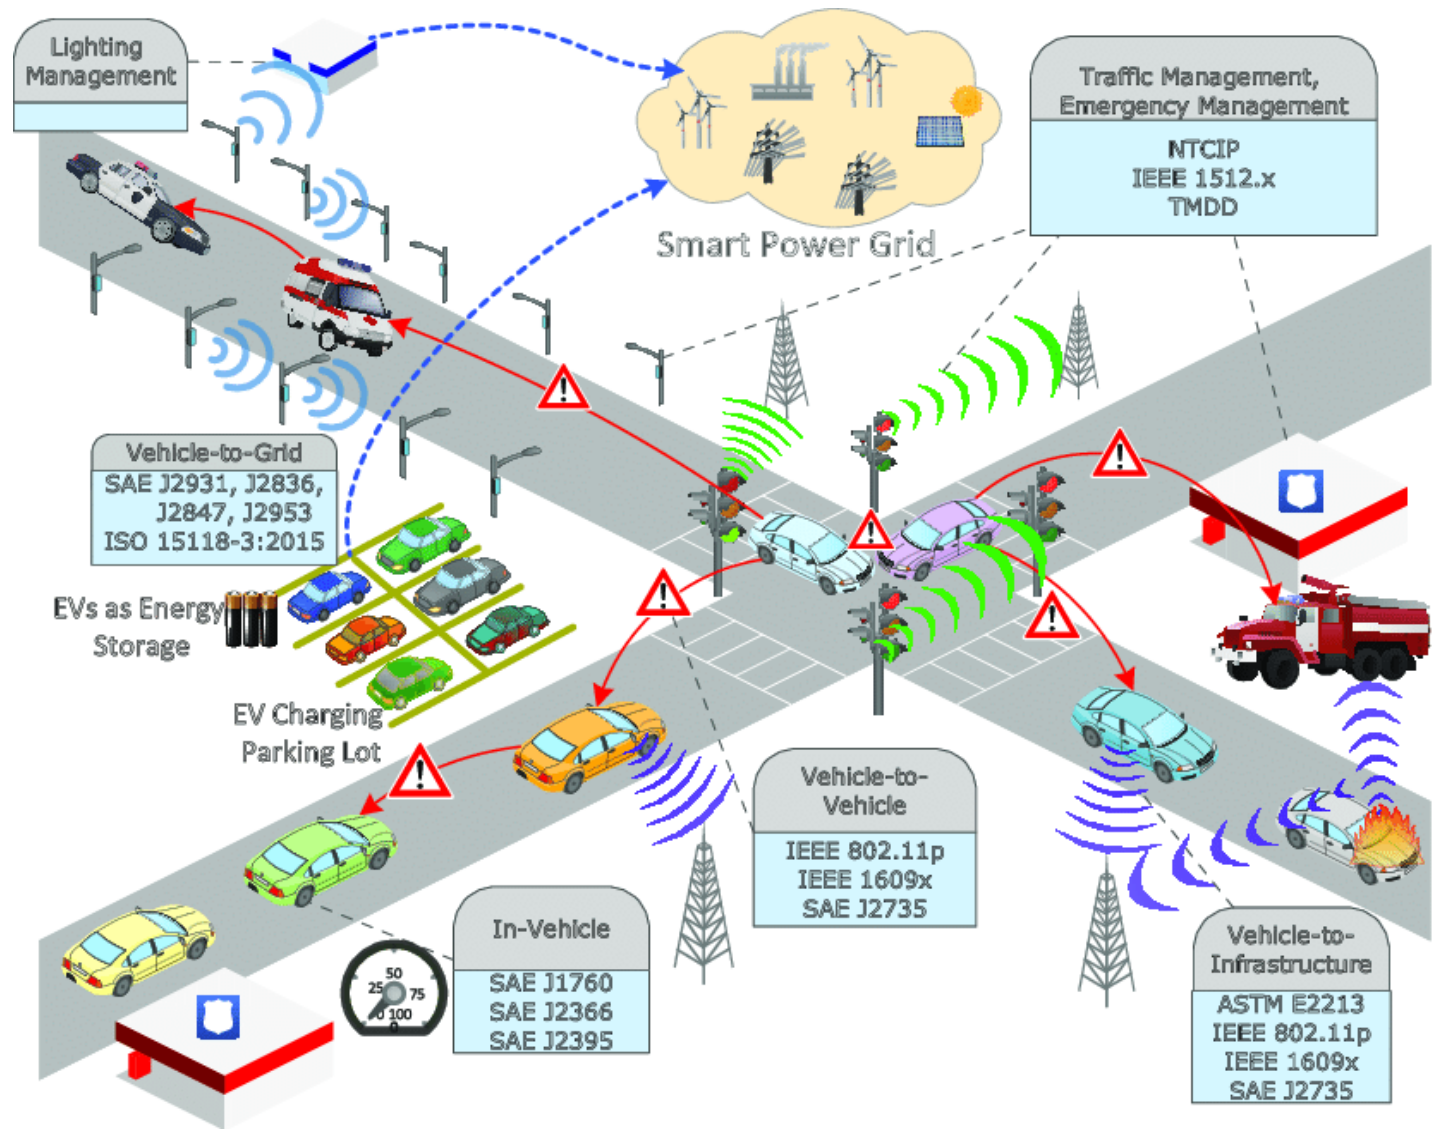 Lighting
Management
Smart Power Grid
Traffic Management,
Emergency Management
NTCIP
IEEE 1512.x
TMDD
Vehicle-to-Grid
SAE J2931, J2836,
J2847, J2953
ISO 15118-3:2015
EVs as Energy
Storage
EV Charging
Parking Lot
Vehicle-to-
Vehicle
IEEE 802.11p
IEEE 1609x
SAE J2735
In-Vehicle
SAE J1760
SAE J2366
SAE J2395
50
25
75
0
100
0
Vehicle-to-
Infrastructure
ASTM E2213
IEEE 802.11p
IEEE 1609x
SAE J2735